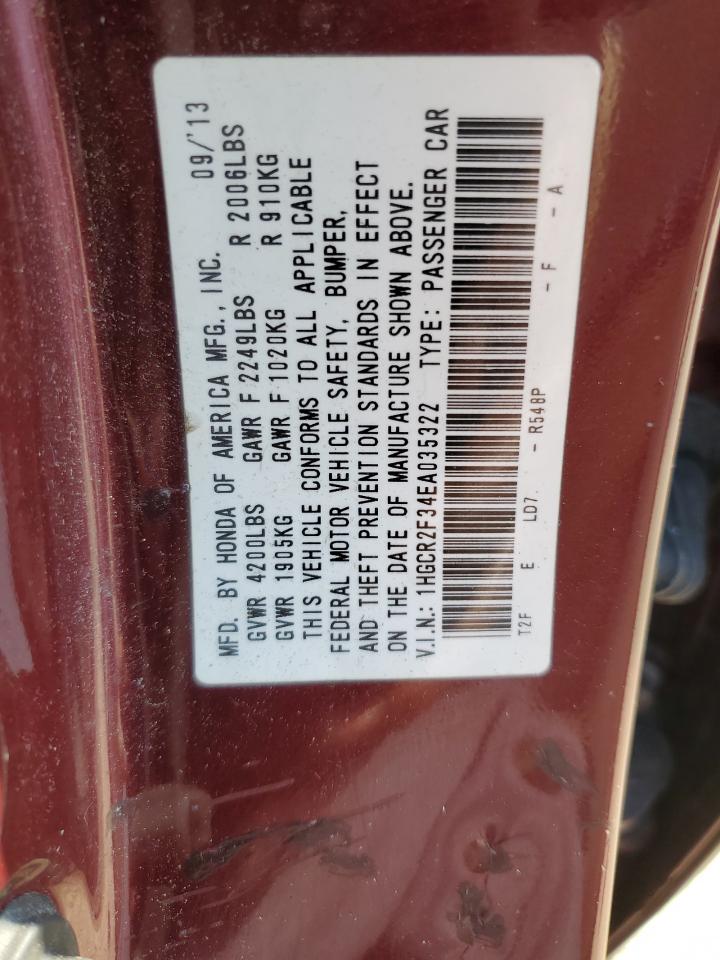 MFD. BY HONDA OF AMERICA MFG., INC. 09/'13
GVWR 4200LBS GAWR F 2249LBS R 2006LBS
GVWR 1905KG GAWR F 1020KG R 910KG
THIS VEHICLE CONFORMS TO ALL APPLICABLE
FEDERAL MOTOR VEHICLE SAFETY, BUMPER,
AND THEFT PREVENTION STANDARDS IN EFFECT
ON THE DATE OF MANUFACTURE SHOWN ABOVE.
V.I.N.: 1HGCR2F34EA035322 TYPE: PASSENGER CAR
T2F E LD7. - R548P - F - A